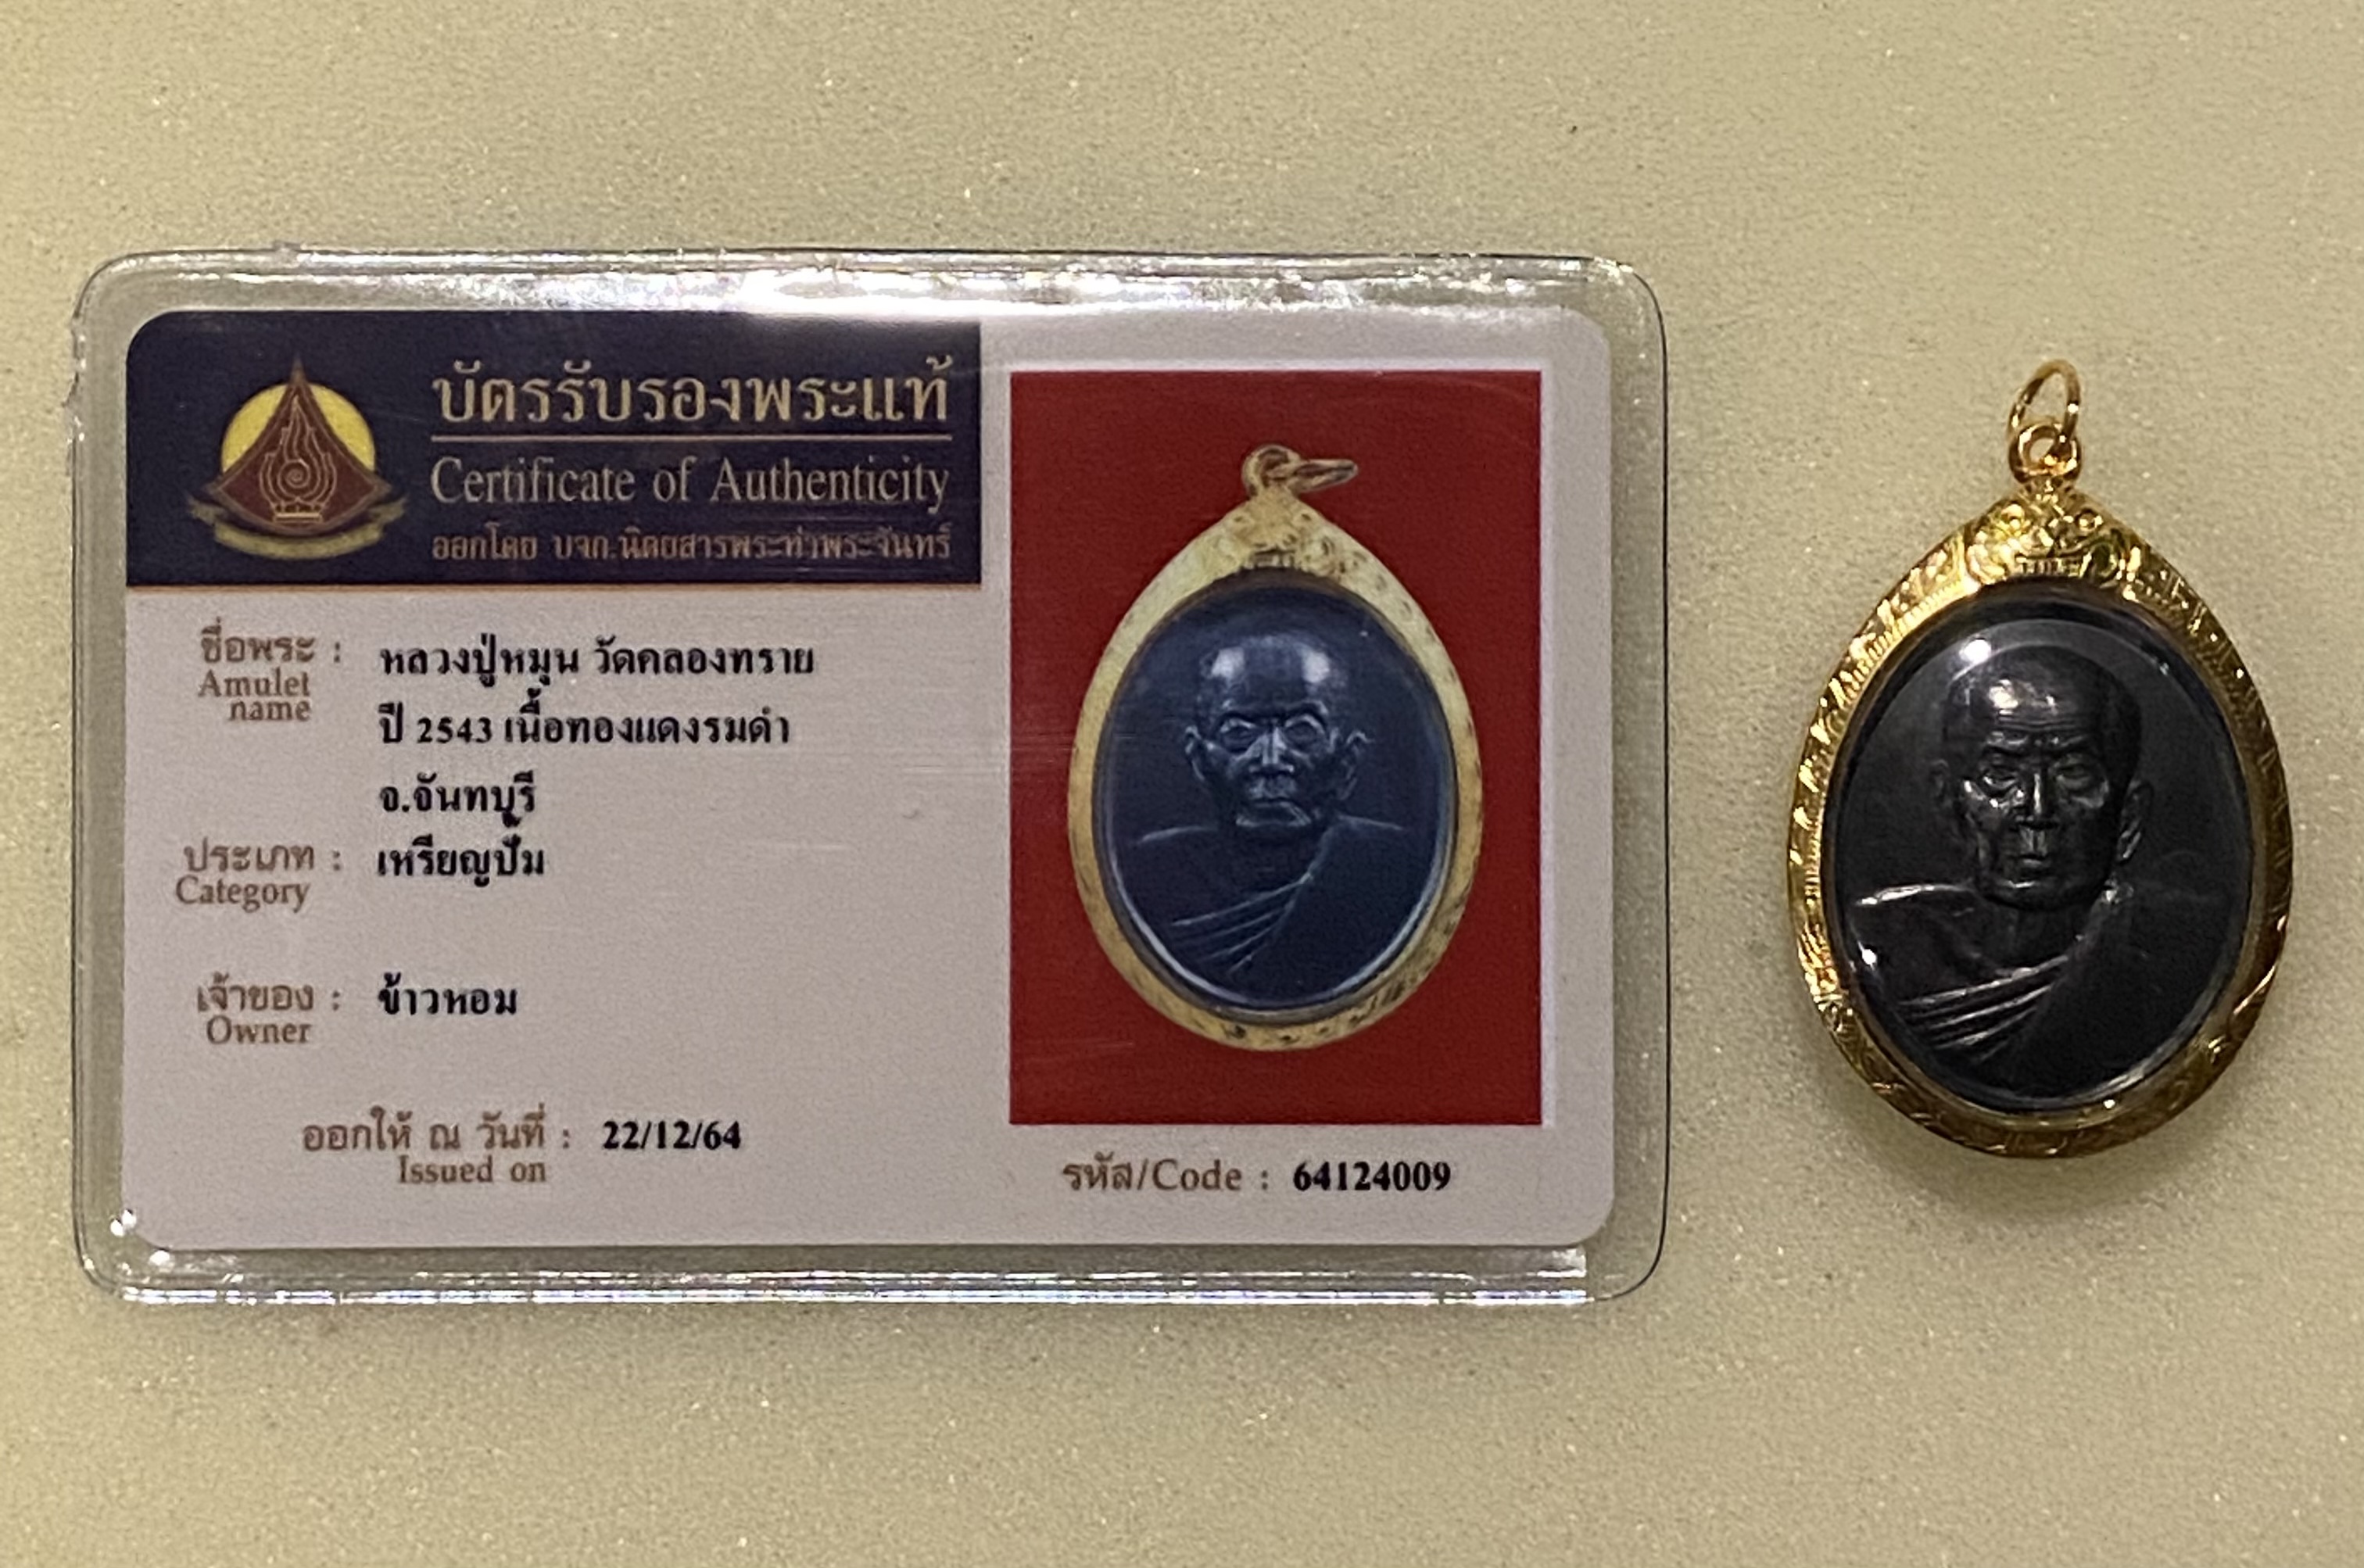 บัตรรับรองพระแท้
Certificate of Authenticity
ออกโดย บจก.นิตยสารพระท่าพระจันทร์
ชื่อพระ : หลวงปู่หมุน วัดคลองทราย
Amulet
name
ปี 2543 เนื้อทองแดงรมดำ
จ.จันทบุรี
ประเภท : เหรียญปั๊ม
Category
เจ้าของ : ข้าวหอม
Owner
ออกให้ ณ วันที่ : 22/12/64
Issued on
รหัส/Code : 64124009